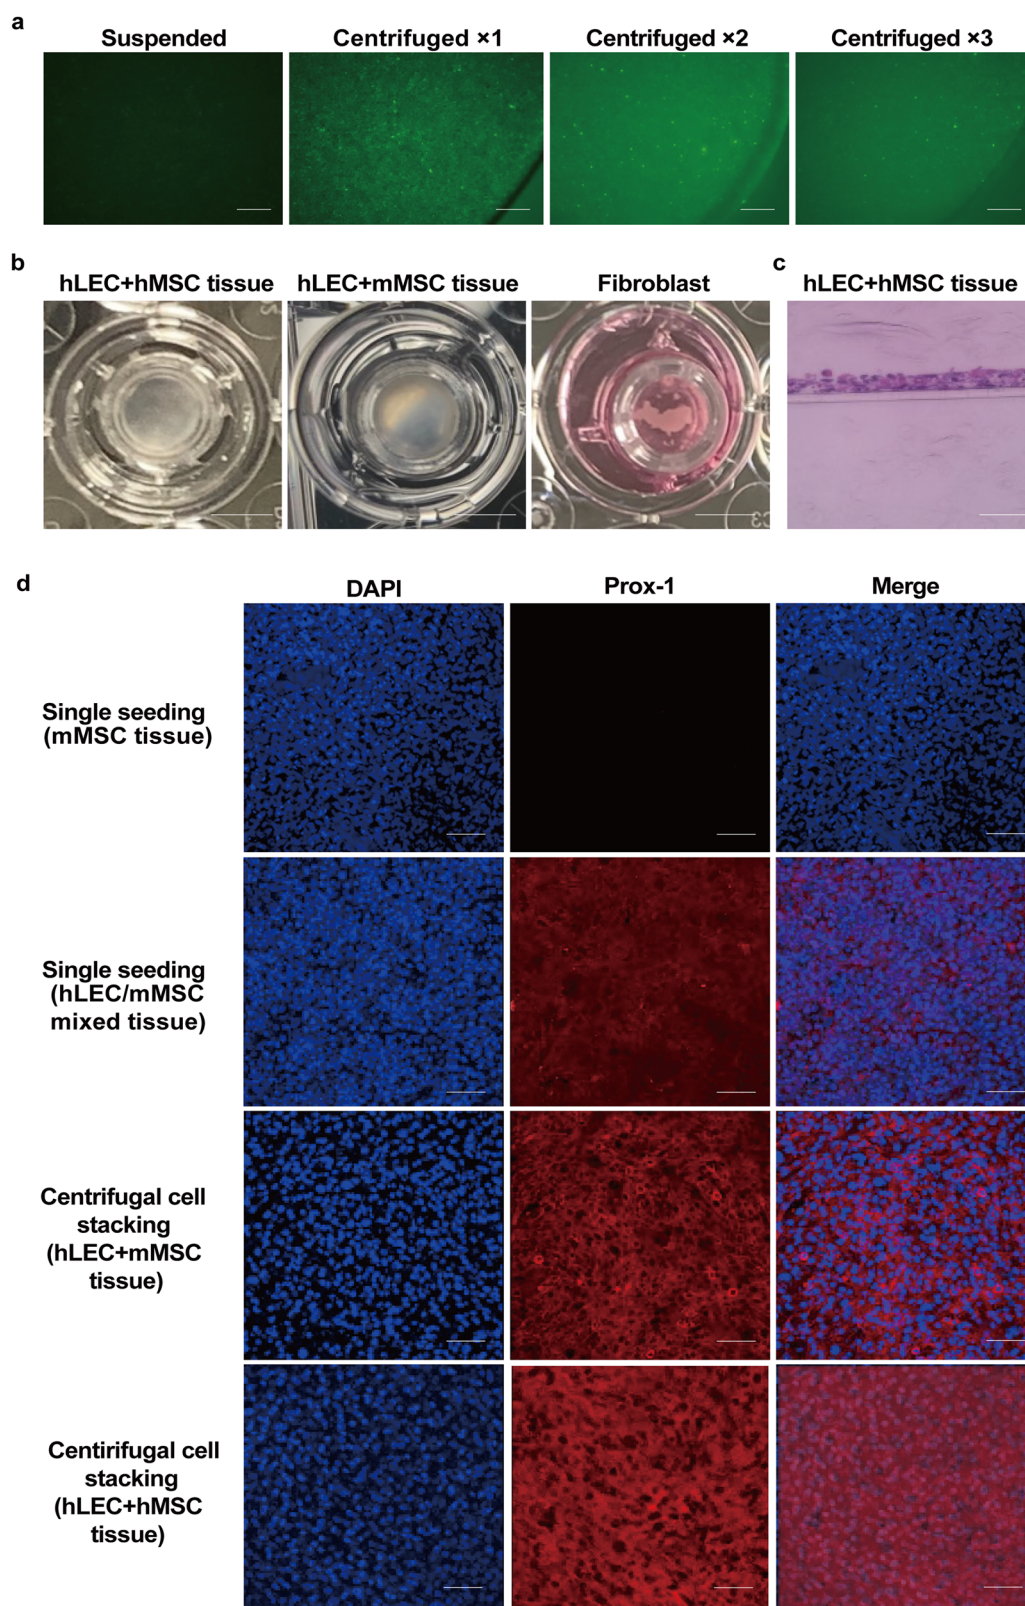 a
Suspended
Centrifuged ×1
Centrifuged ×2
Centrifuged ×3
b
hLEC+hMSC tissue
hLEC+mMSC tissue
Fibroblast
c
hLEC+hMSC tissue
d
DAPI
Prox-1
Merge
Single seeding
(mMSC tissue)
Single seeding
(hLEC/mMSC
mixed tissue)
Centrifugal cell
stacking
(hLEC+mMSC
tissue)
Centirifugal cell
stacking
(hLEC+hMSC
tissue)